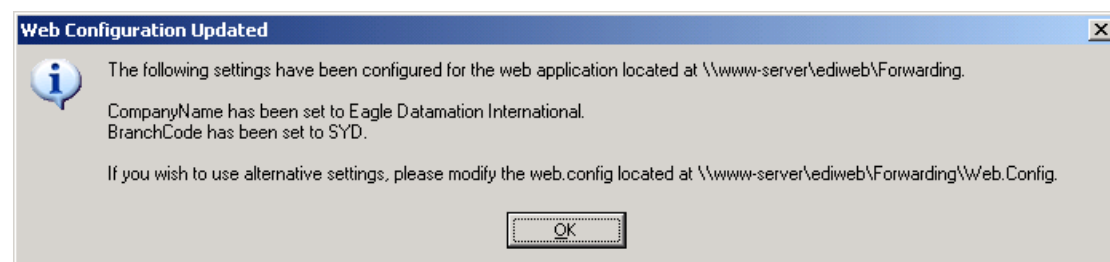 Web Configuration Updated
The following settings have been configured for the web application located at \\www-server\ediweb\Forwarding.
CompanyName has been set to Eagle Datamation International.
BranchCode has been set to SYD.
If you wish to use alternative settings, please modify the web.config located at \\www-server\ediweb\Forwarding\Web.Config.
OK